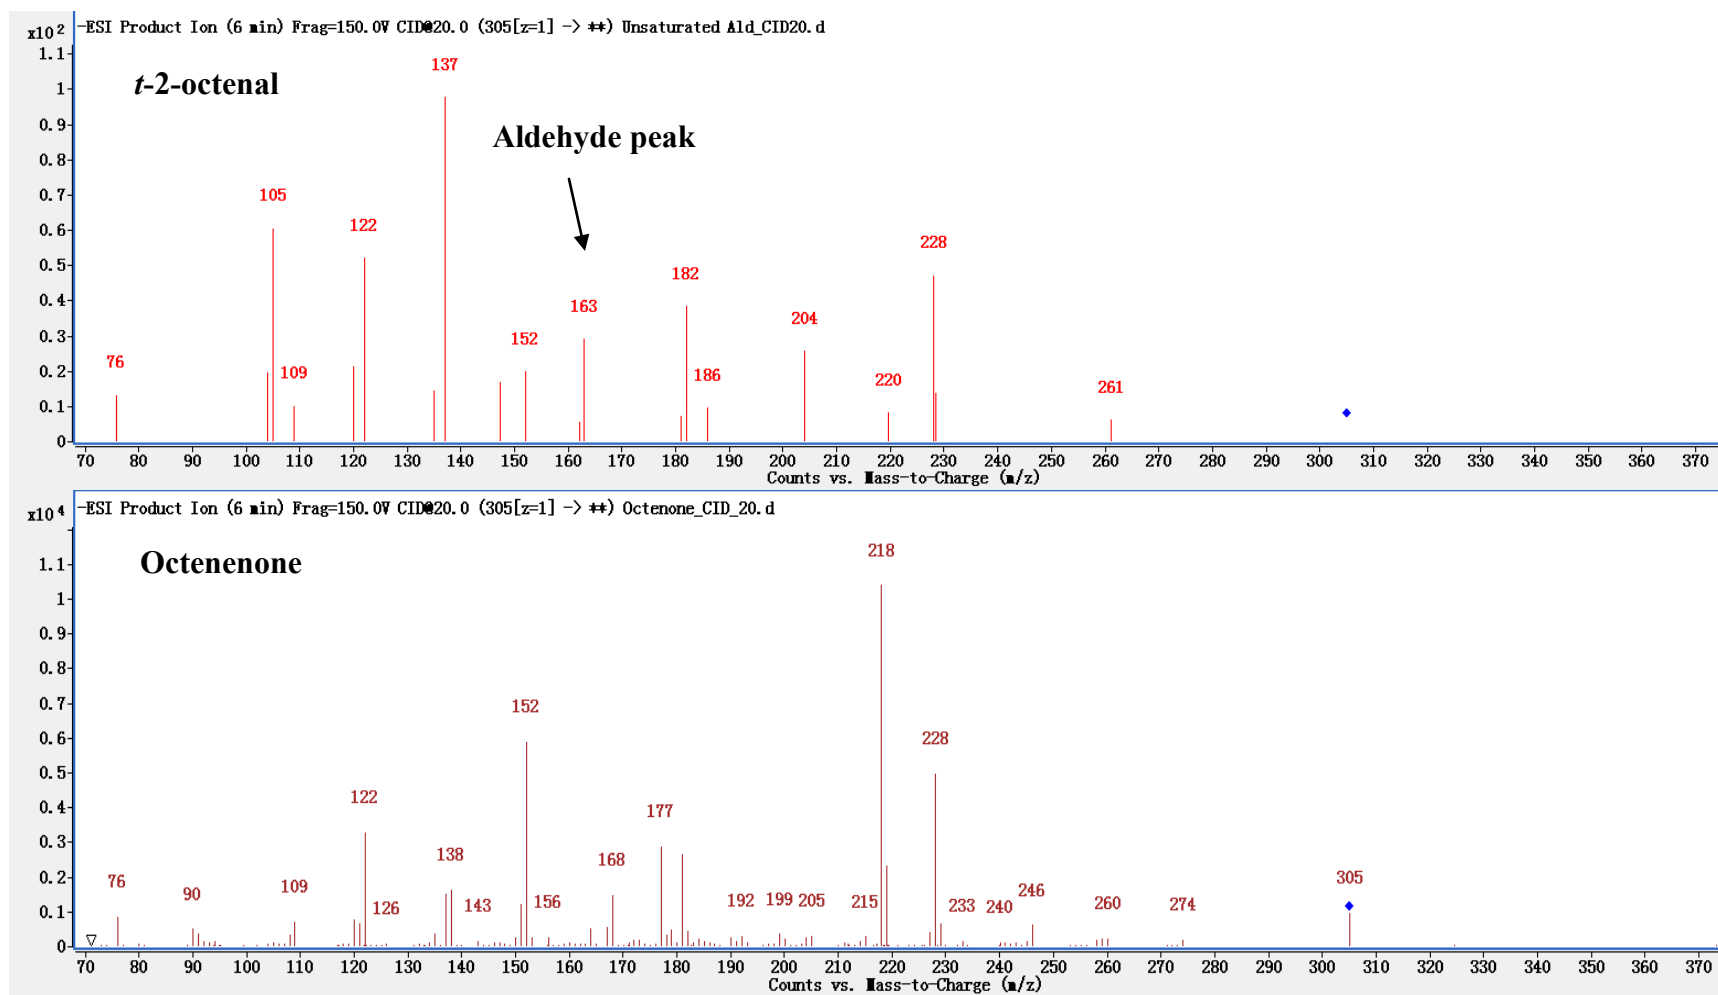 -ESI Product Ion (6 min) Frag=150.0V CID@20.0 (305[z=1] -> **) Unsaturated Ald_CID20.d
x10 2
t-2-octenal
Aldehyde peak
1.1
1
0.9
0.8
0.7
0.6
0.5
0.4
0.3
0.2
0.1
0
76 105 109 122 137 152 163 182 186 204 220 228 261
70 80 90 100 110 120 130 140 150 160 170 180 190 200 210 220 230 240 250 260 270 280 290 300 310 320 330 340 350 360 370
Counts vs. Mass-to-Charge (m/z)
-ESI Product Ion (6 min) Frag=150.0V CID@20.0 (305[z=1] -> **) Octenone_CID_20.d
x10 4
Octenenone
1.1
1
0.9
0.8
0.7
0.6
0.5
0.4
0.3
0.2
0.1
0
76 90 109 122 126 138 143 152 156 168 177 192 199 205 215 218 228 233 240 246 260 274 305
70 80 90 100 110 120 130 140 150 160 170 180 190 200 210 220 230 240 250 260 270 280 290 300 310 320 330 340 350 360 370
Counts vs. Mass-to-Charge (m/z)